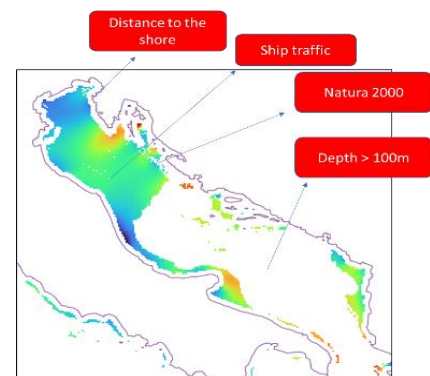 Distance to the
shore
Ship traffic
Natura 2000
Depth > 100m